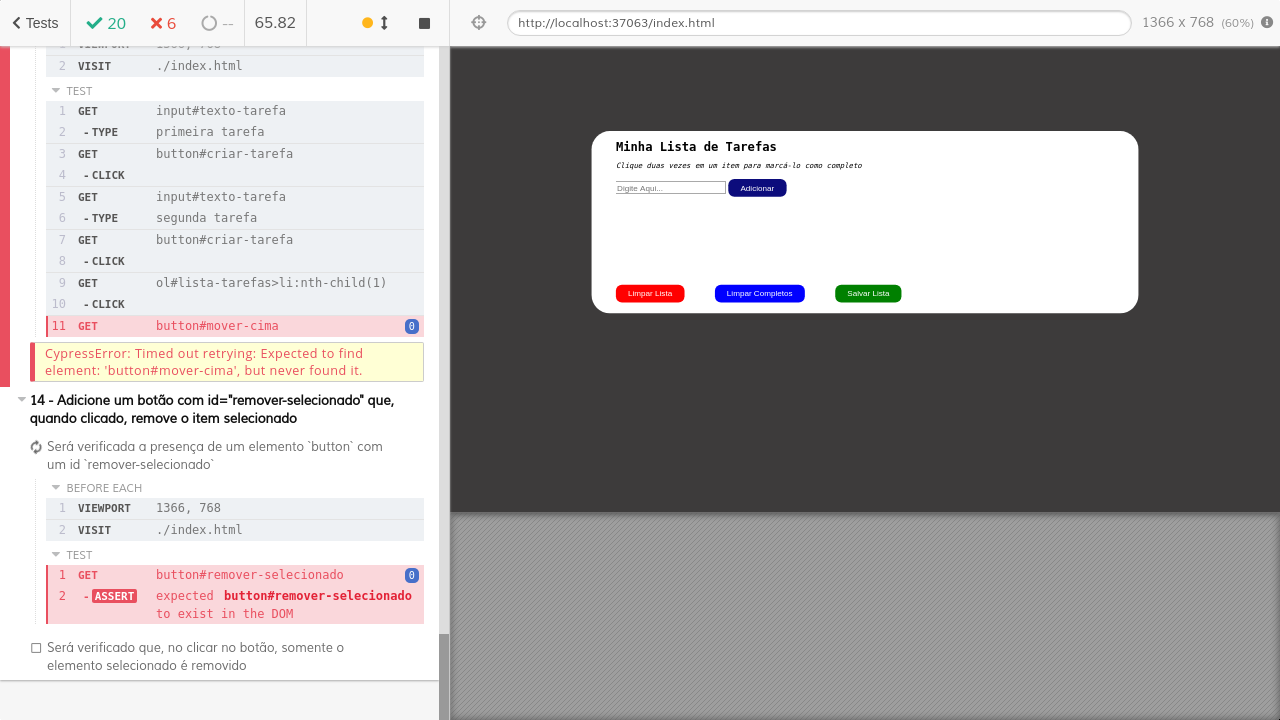 Tests 20 6 -- 65.82
http://localhost:37063/index.html 1366 x 768 (60%)
1 VIEWPORT 1366, 768
2 VISIT ./index.html
TEST
1 GET input#texto-tarefa
2 -TYPE primeira tarefa
3 GET button#criar-tarefa
4 -CLICK
5 GET input#texto-tarefa
6 -TYPE segunda tarefa
7 GET button#criar-tarefa
8 -CLICK
9 GET ol#lista-tarefas>li:nth-child(1)
10 -CLICK
11 GET button#mover-cima 0
CypressError: Timed out retrying: Expected to find
element: 'button#mover-cima', but never found it.
14 - Adicione um botão com id="remover-selecionado" que,
quando clicado, remove o item selecionado
Será verificada a presença de um elemento `button` com
um id `remover-selecionado`
BEFORE EACH
1 VIEWPORT 1366, 768
2 VISIT ./index.html
TEST
1 GET button#remover-selecionado 0
2 -ASSERT expected button#remover-selecionado
to exist in the DOM
Será verificado que, no clicar no botão, somente o
elemento selecionado é removido
Minha Lista de Tarefas
Clique duas vezes em um item para marcá-lo como completo
Digite Aqui... Adicionar
Limpar Lista Limpar Completos Salvar Lista